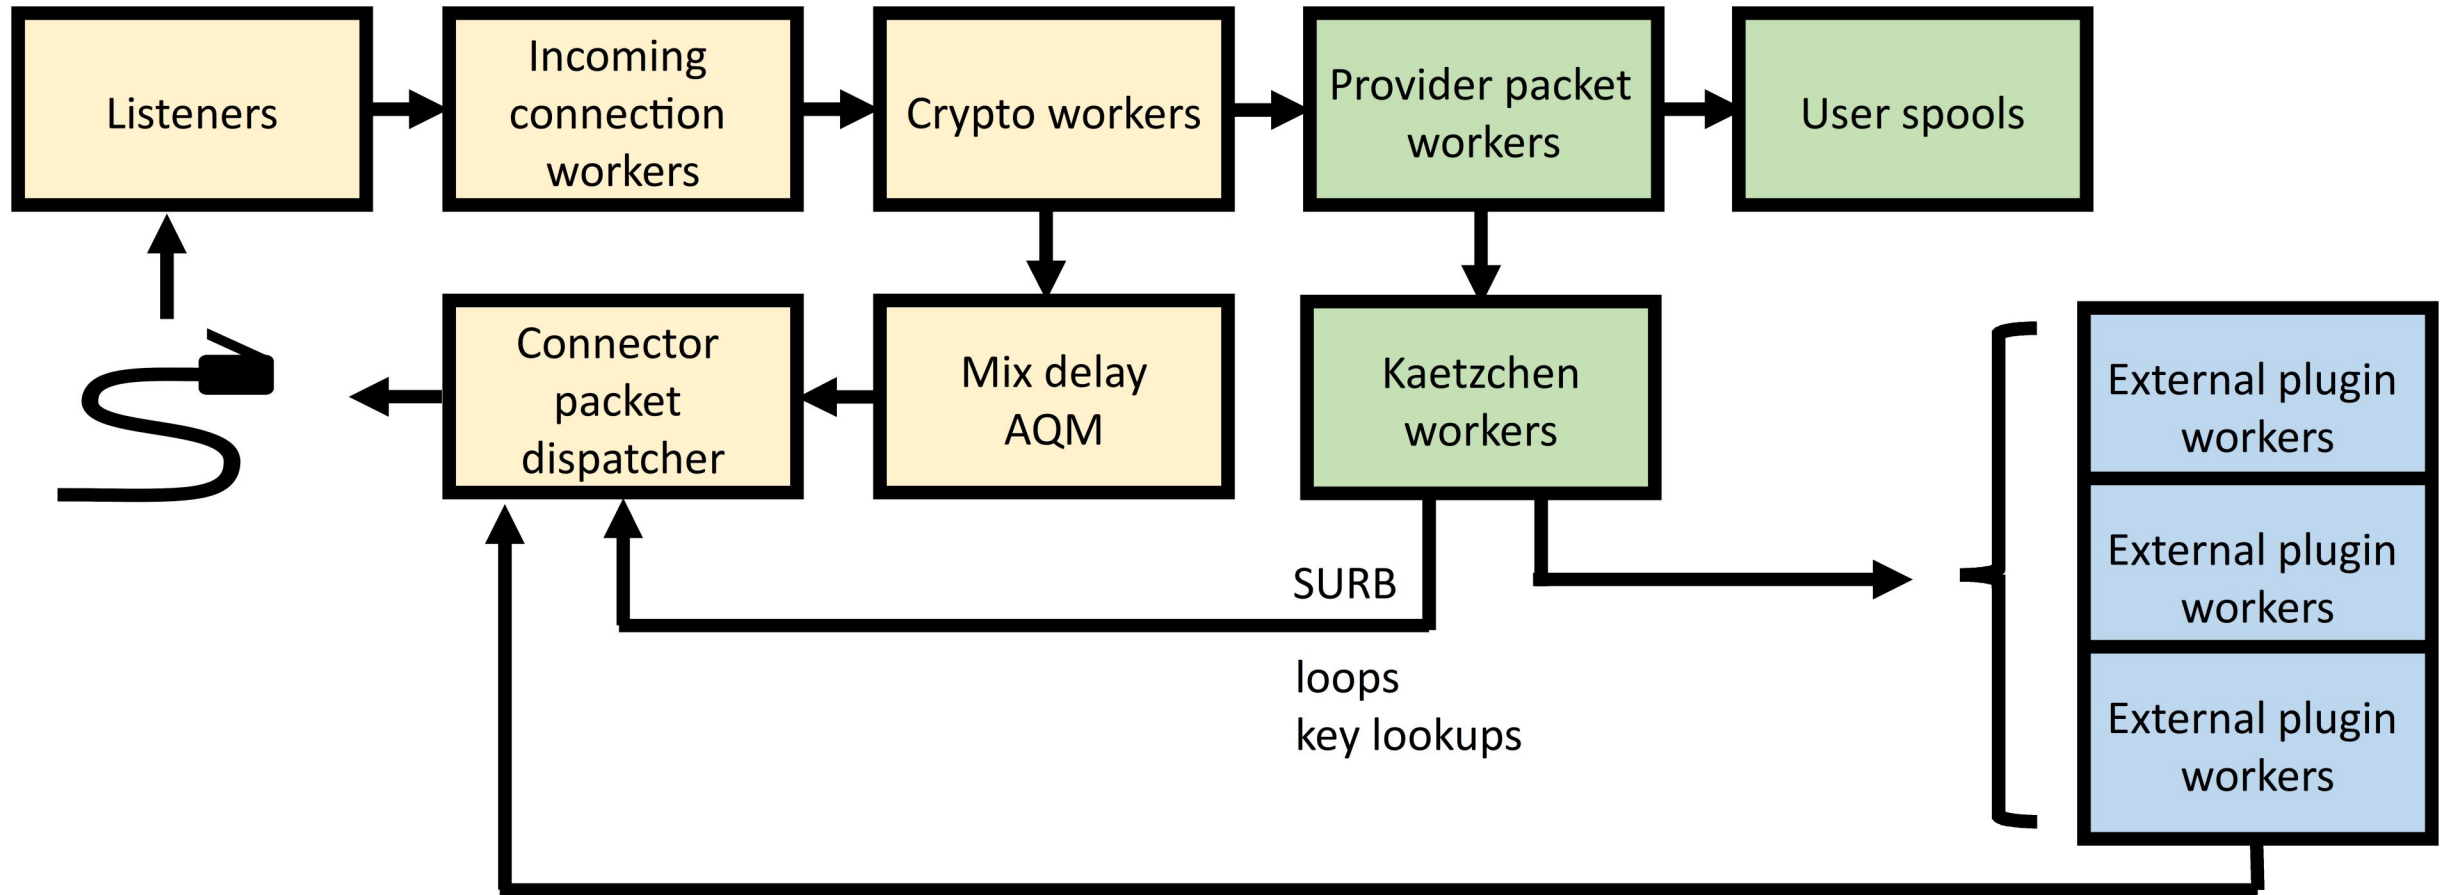 Listeners
Incoming
connection
workers
Crypto workers
Provider packet
workers
User spools
Connector
packet
dispatcher
Mix delay
AQM
Kaetzchen
workers
External plugin
workers
External plugin
workers
External plugin
workers
SURB
loops
key lookups